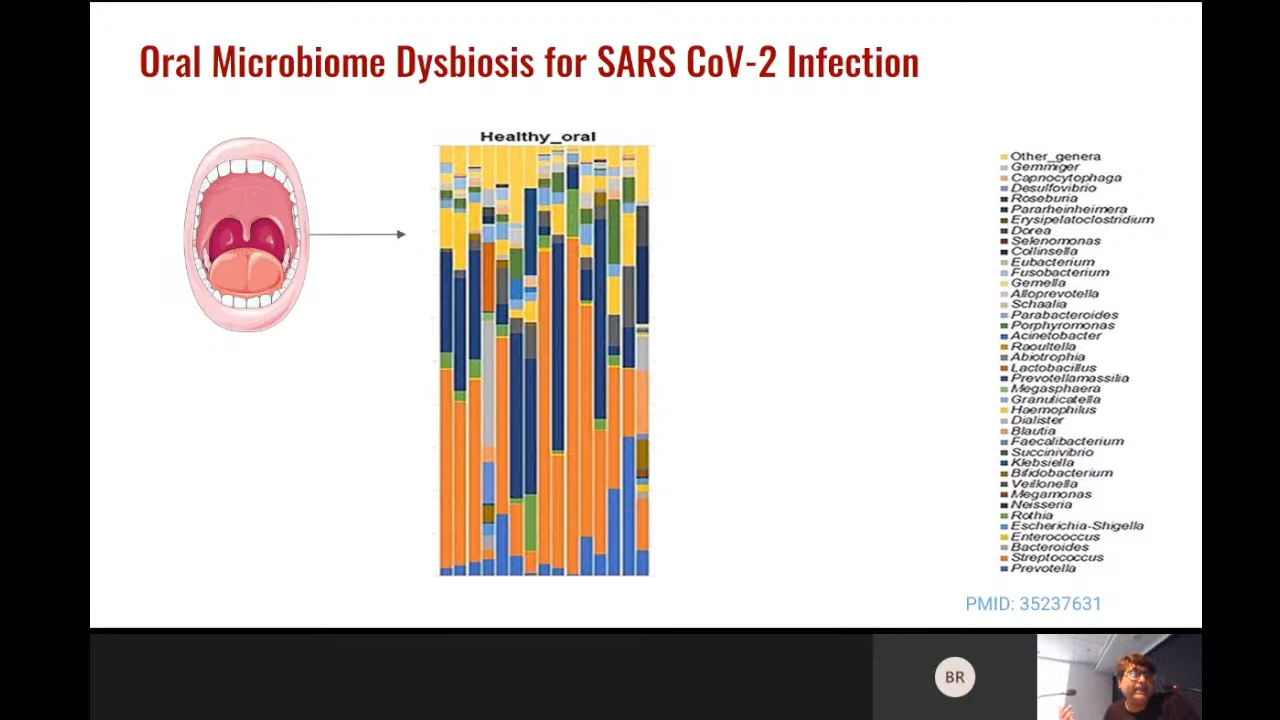 Oral Microbiome Dysbiosis for SARS CoV-2 Infection
Healthy_oral
Other_genera
Gemmiger
Capnocytophaga
Desulfovibrio
Roseburia
Pararheinheimera
Erysipelatoclostridium
Dorea
Selenomonas
Collinsella
Eubacterium
Fusobacterium
Gemella
Alloprevotella
Schaalia
Parabacteroides
Porphyromonas
Acinetobacter
Raoultella
Abiotrophia
Lactobacillus
Prevotellamassilia
Megasphaera
Granulicatella
Haemophilus
Dialister
Blautia
Faecalibacterium
Succinivibrio
Klebsiella
Bifidobacterium
Veillonella
Megamonas
Neisseria
Rothia
Escherichia-Shigella
Enterococcus
Bacteroides
Streptococcus
Prevotella
PMID: 35237631
BR